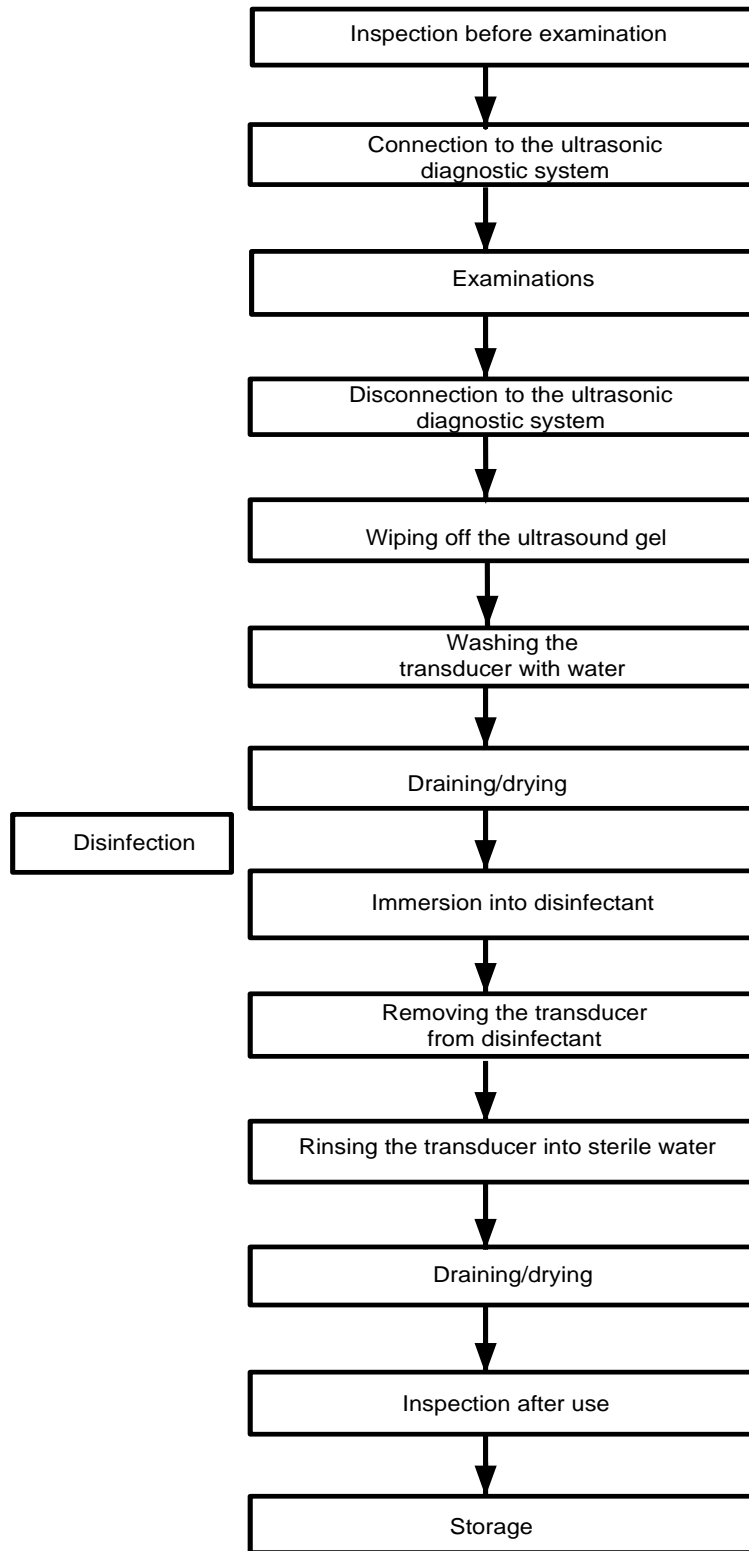 Inspection before examination
Connection to the ultrasonic
diagnostic system
Examinations
Disconnection to the ultrasonic
diagnostic system
Wiping off the ultrasound gel
Washing the
transducer with water
Draining/drying
Disinfection
Immersion into disinfectant
Removing the transducer
from disinfectant
Rinsing the transducer into sterile water
Draining/drying
Inspection after use
Storage